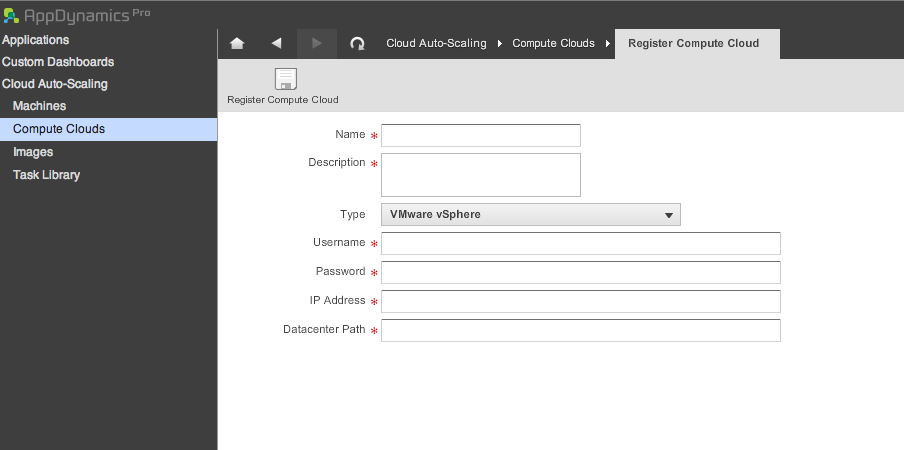 AppDynamics Pro
Applications
Custom Dashboards
Cloud Auto-Scaling
Machines
Compute Clouds
Images
Task Library
Cloud Auto-Scaling Compute Clouds Register Compute Cloud
Register Compute Cloud
Name *
Description *
Type VMware vSphere
Username *
Password *
IP Address *
Datacenter Path *